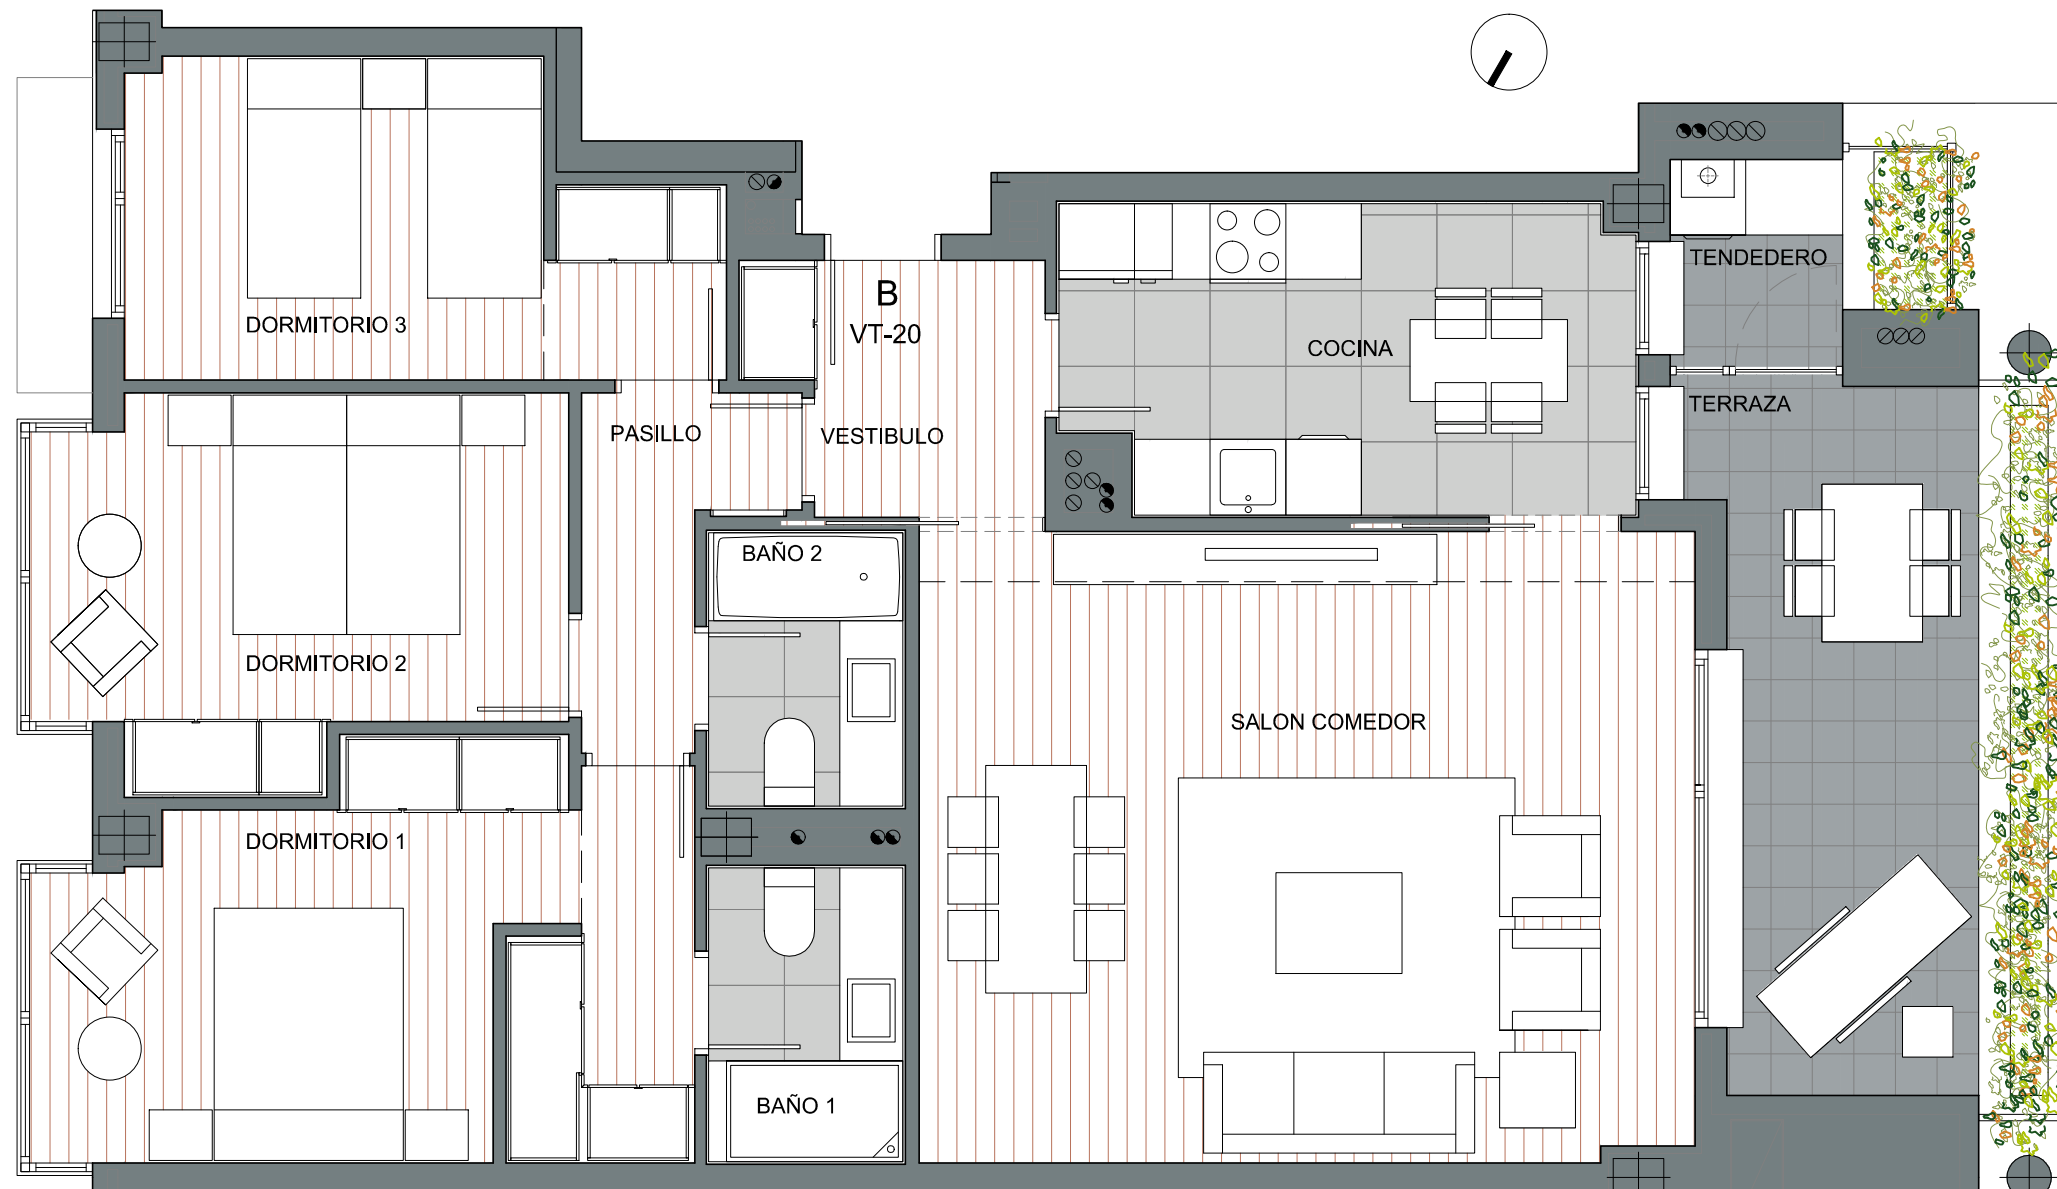 B
VT-20
TENDEDERO
DORMITORIO 3
COCINA
TERRAZA
PASILLO
VESTIBULO
BAÑO 2
DORMITORIO 2
SALON COMEDOR
DORMITORIO 1
BAÑO 1